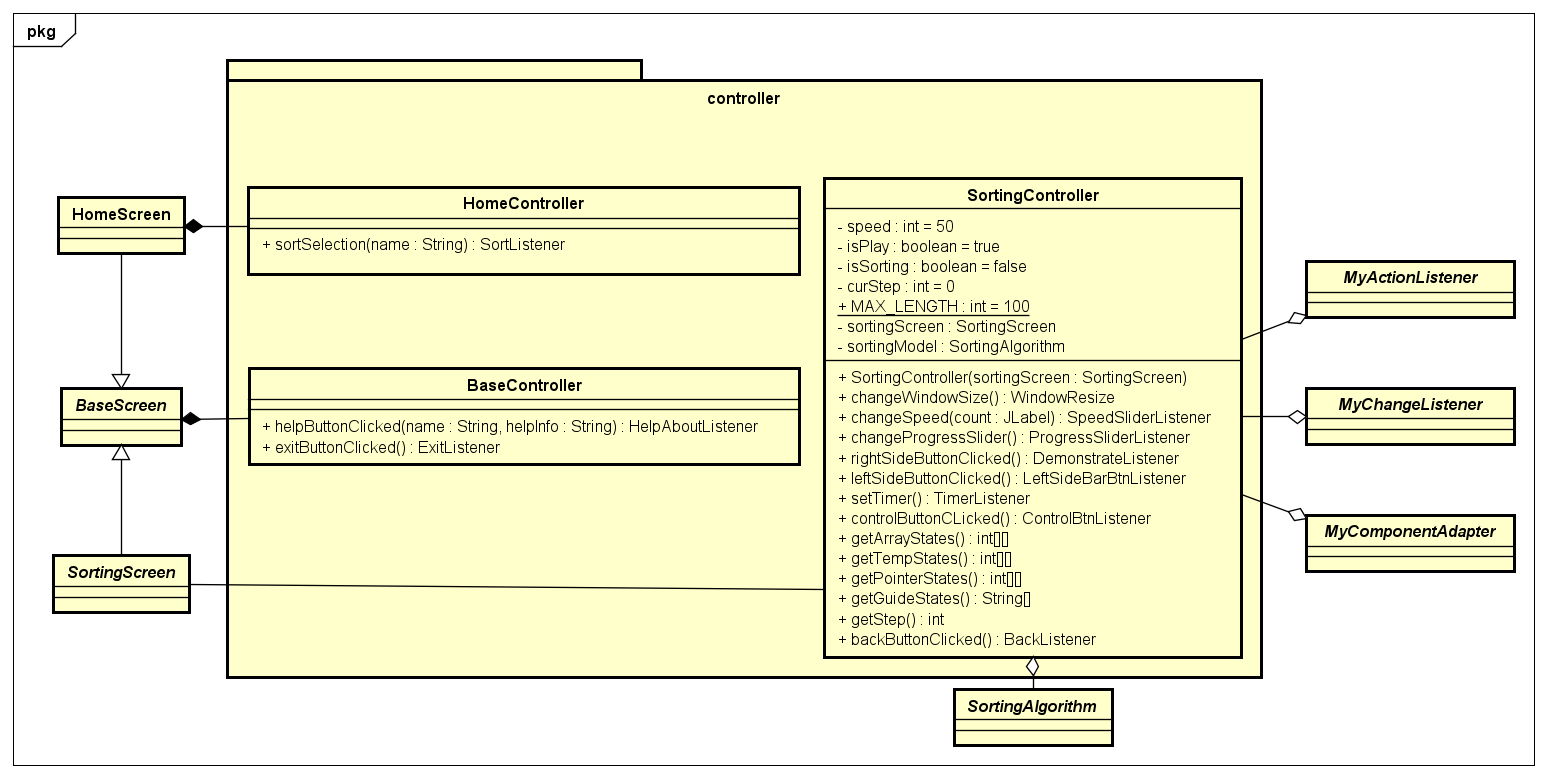 pkg
controller
HomeScreen
HomeController
+ sortSelection(name : String) : SortListener
BaseScreen
BaseController
+ helpButtonClicked(name : String, helpInfo : String) : HelpAboutListener
+ exitButtonClicked() : ExitListener
SortingScreen
SortingController
- speed : int = 50
- isPlay : boolean = true
- isSorting : boolean = false
- curStep : int = 0
+ MAX_LENGTH : int = 100
- sortingScreen : SortingScreen
- sortingModel : SortingAlgorithm
+ SortingController(sortingScreen : SortingScreen)
+ changeWindowSize() : WindowResize
+ changeSpeed(count : JLabel) : SpeedSliderListener
+ changeProgressSlider() : ProgressSliderListener
+ rightSideButtonClicked() : DemonstrateListener
+ leftSideButtonClicked() : LeftSideBarBtnListener
+ setTimer() : TimerListener
+ controlButtonCLicked() : ControlBtnListener
+ getArrayStates() : int[][]
+ getTempStates() : int[][]
+ getPointerStates() : int[][]
+ getGuideStates() : String[]
+ getStep() : int
+ backButtonClicked() : BackListener
MyActionListener
MyChangeListener
MyComponentAdapter
SortingAlgorithm